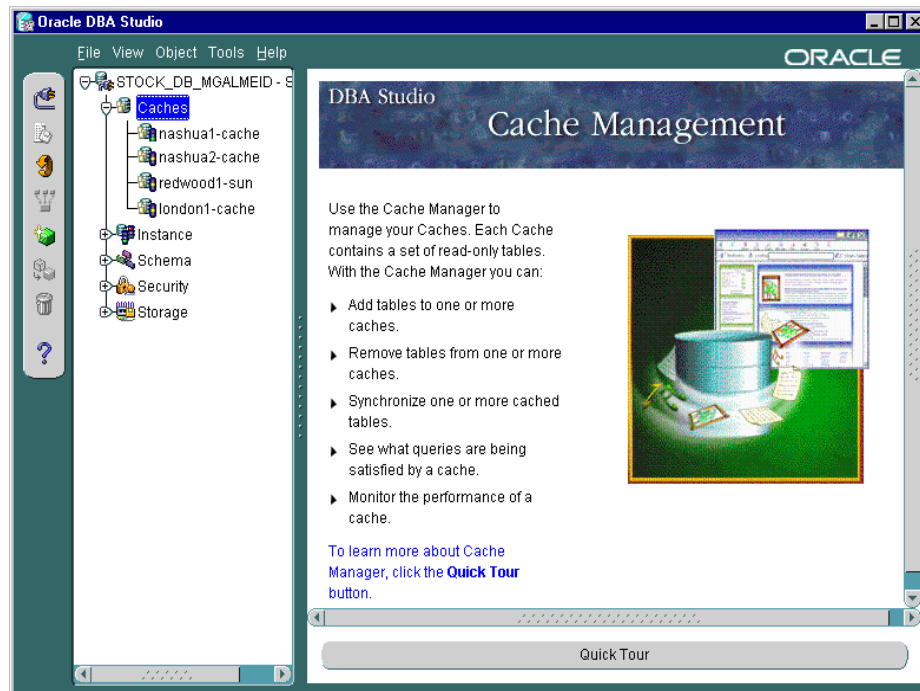 Oracle DBA Studio
File View Object Tools Help
ORACLE
STOCK_DB_MGALMEID - S
Caches
nashua1-cache
nashua2-cache
redwood1-sun
london1-cache
Instance
Schema
Security
Storage
DBA Studio
Cache Management
Use the Cache Manager to
manage your Caches. Each Cache
contains a set of read-only tables.
With the Cache Manager you can:
Add tables to one or more
caches.
Remove tables from one or more
caches.
Synchronize one or more cached
tables.
See what queries are being
satisfied by a cache.
Monitor the performance of a
cache.
To learn more about Cache
Manager, click the Quick Tour
button.
Quick Tour